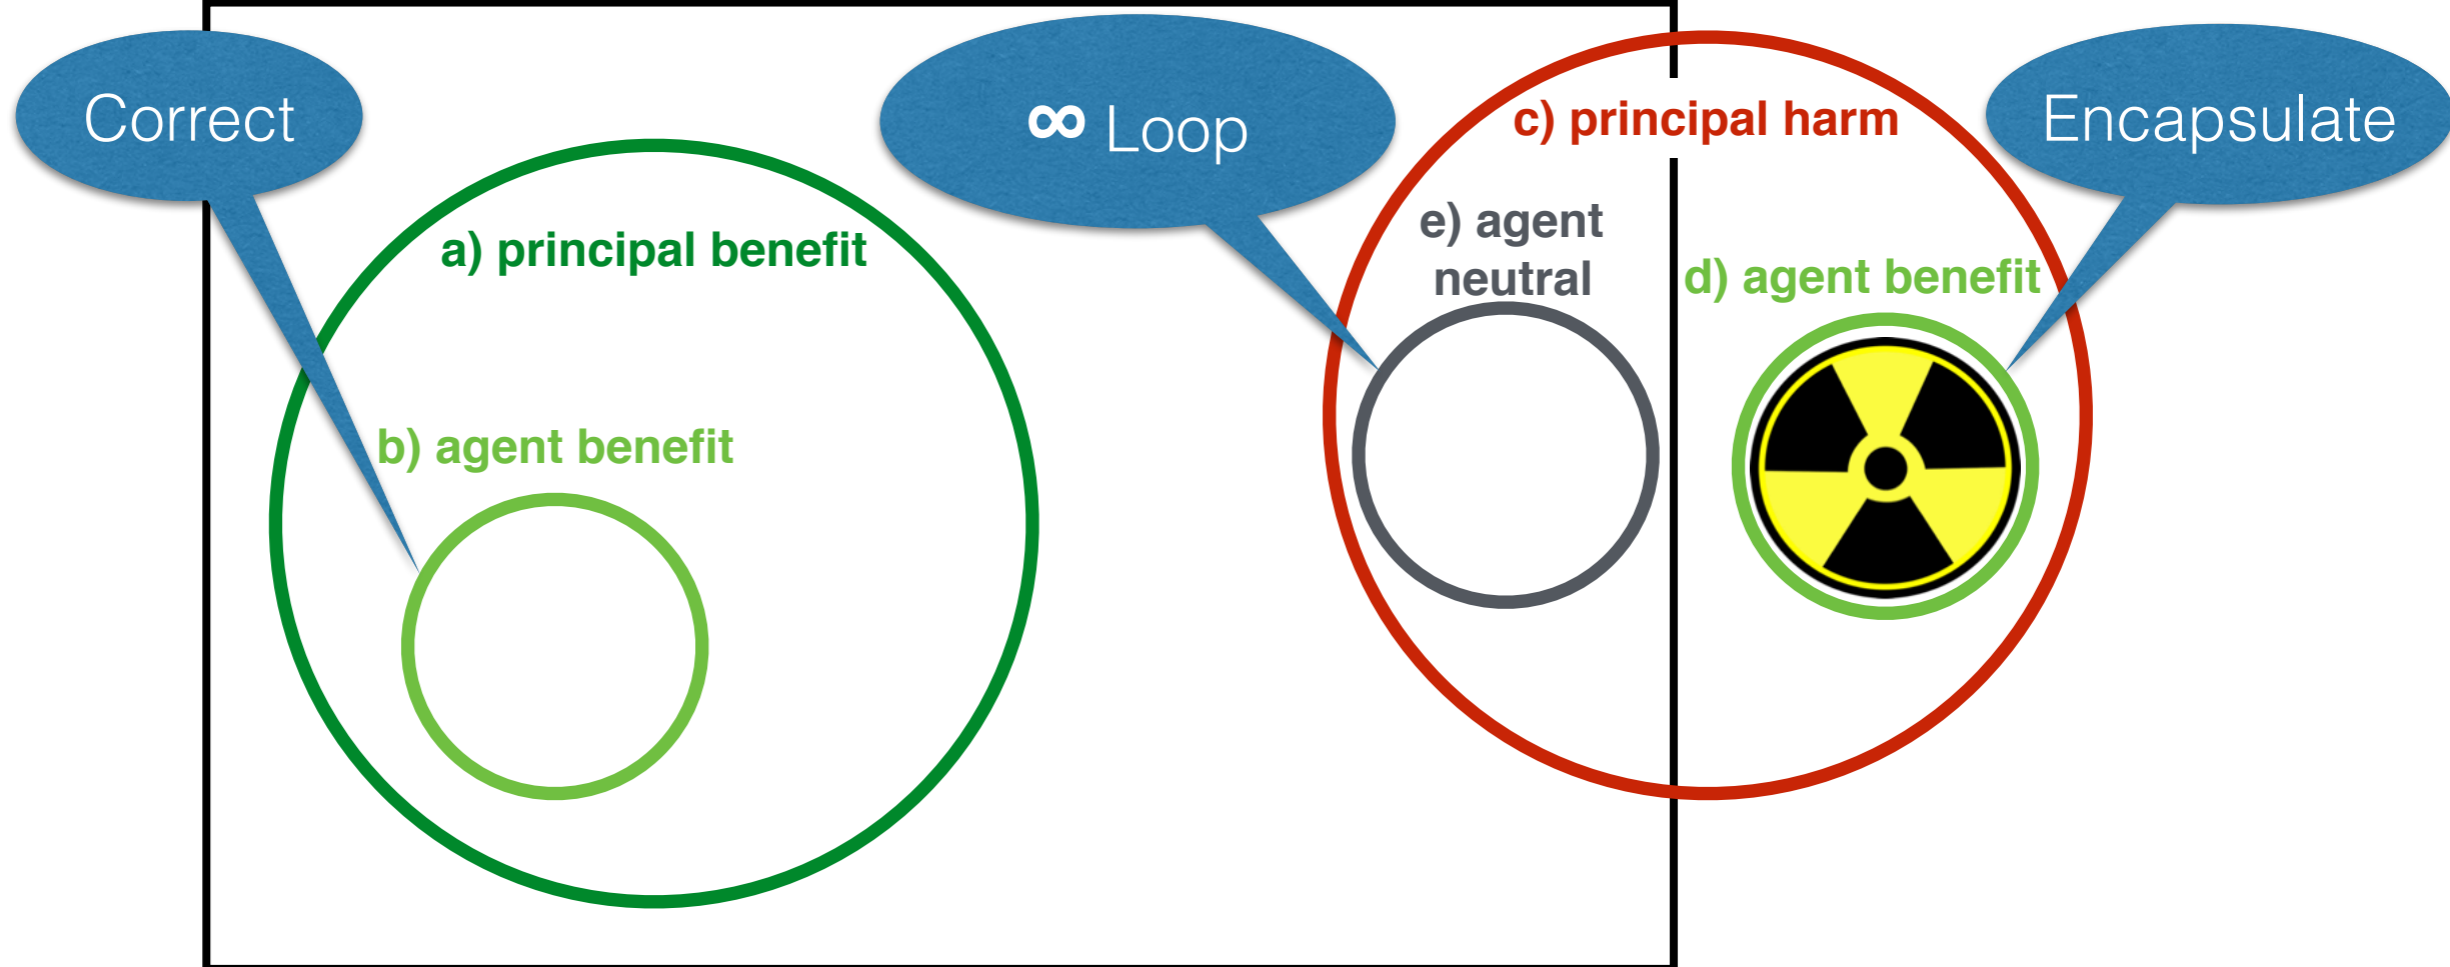 Correct
∞ Loop
Encapsulate
c) principal harm
a) principal benefit
e) agent
neutral
d) agent benefit
b) agent benefit